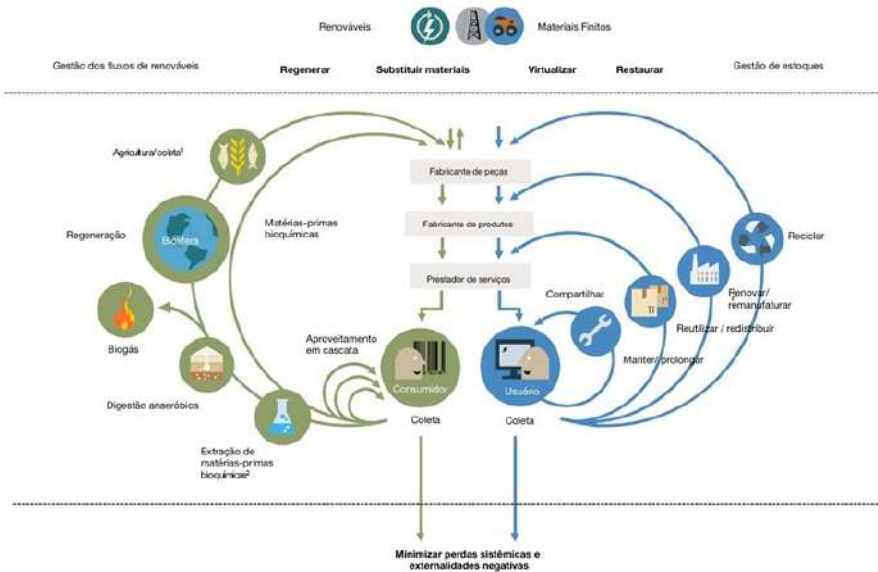 Renováveis
Materiais Finitos
Gestão dos fluxos de renováveis
Regenerar
Substituir materiais
Virtualizar
Restaurar
Gestão de estoques
Agricultura/coleta¹
Regeneração
Biosfera
Matérias-primas
bioquímicas
Biogás
Digestão anaeróbica
Extração de
matérias-primas
bioquímicas²
Aproveitamento
em cascata
Fabricante de peças
Fabricante de produtos
Prestador de serviços
Consumidor
Coleta
Usuário
Coleta
Compartilhar
Manter/ prolongar
Reutilizar / redistribuir
Renovar/
remanufaturar
Reciclar
Minimizar perdas sistêmicas e
externalidades negativas